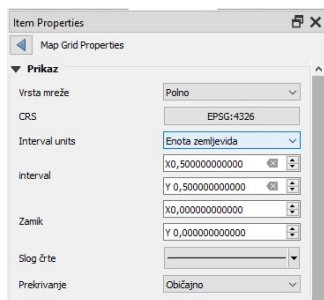 Item Properties
Map Grid Properties
Prikaz
Vrsta mreže Polno
CRS EPSG:4326
Interval units Enota zemljevida
interval X0,500000000000
Y 0,500000000000
Zamik X0,000000000000
Y 0,000000000000
Slog črte
Prekrivanje Običajno